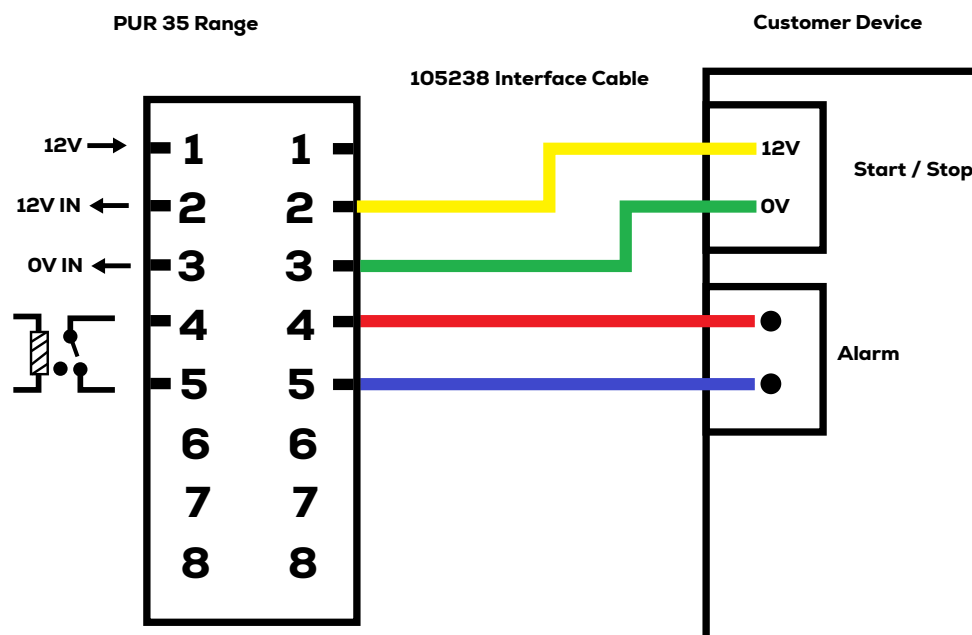 PUR 35 Range
Customer Device
105238 Interface Cable
12V
1
1
12V
Start / Stop
12V IN
2
2
0V
0V IN
3
3
4
4
Alarm
5
5
6
6
7
7
8
8